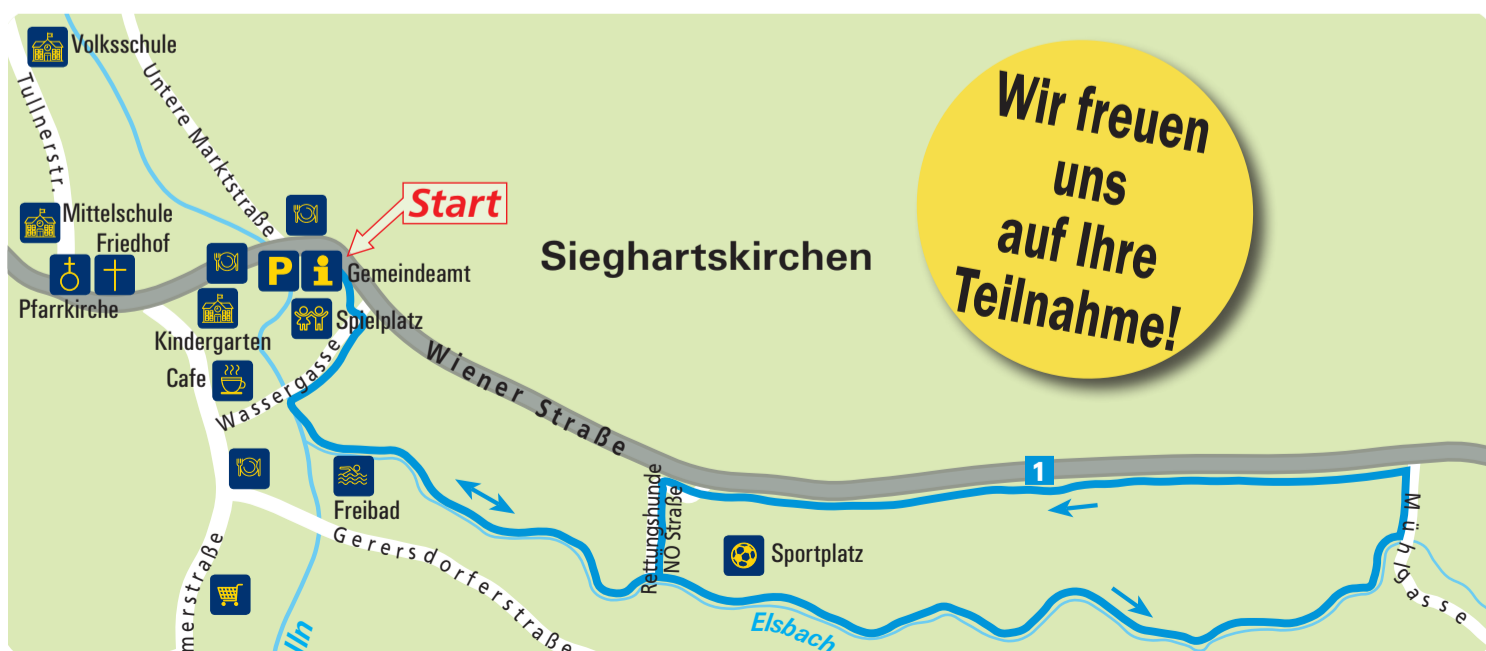 Volksschule
Tullnerstr.
Untere Marktstraße
Wir freuen
uns
auf Ihre
Teilnahme!
Start
Mittelschule
Friedhof
Sieghartskirchen
P
i
Gemeindeamt
Pfarrkirche
Spielplatz
Kindergarten
Cafe
Wassergasse
Wiener Straße
1
Freibad
Rettungshunde
NÖ Straße
Sportplatz
Mühlgasse
Gerersdorferstraße
merstraße
lln
Elsbach